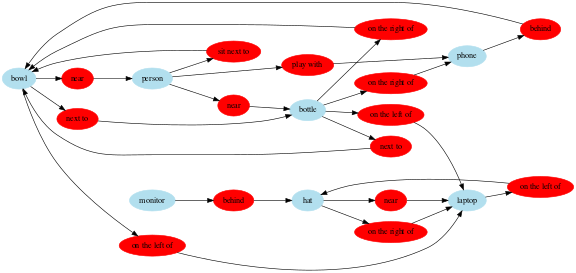 behind
on the right of
sit next to
phone
play with
bowl
near
person
on the right of
near
bottle
on the left of
next to
next to
on the left of
monitor
behind
hat
near
laptop
on the right of
on the left of